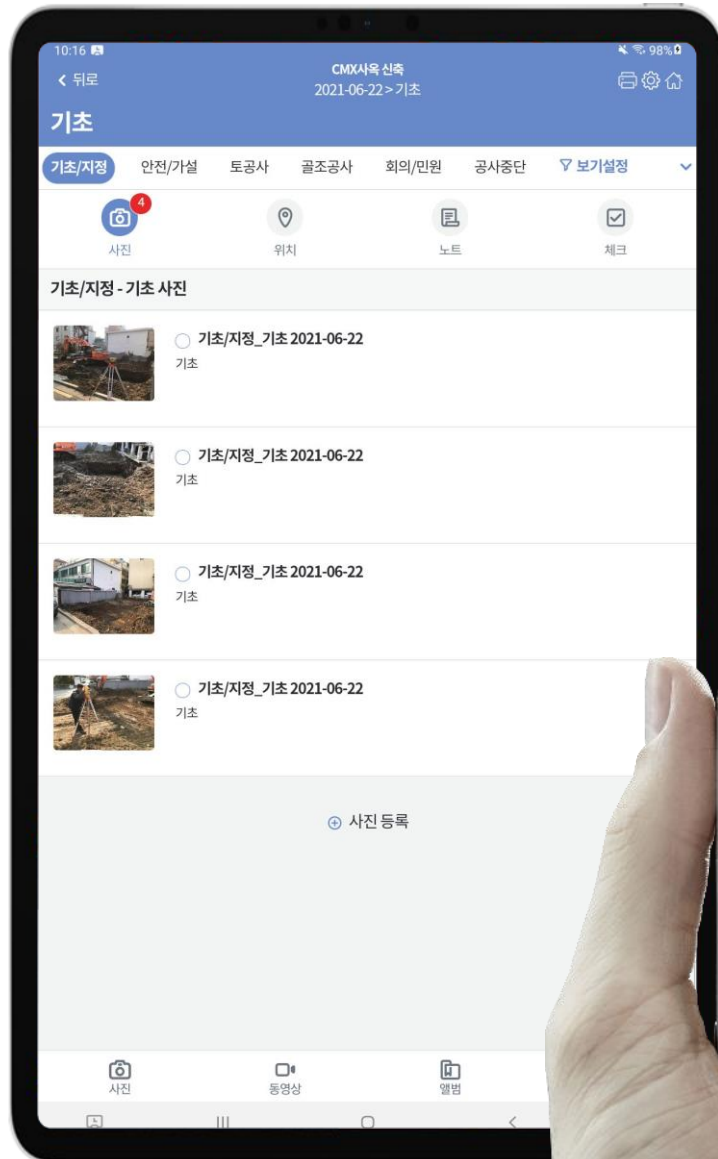 10:16
98%
CMX사옥 신축
뒤로
2021-06-22 > 기초
기초
기초/지정 안전/가설 토공사 골조공사 회의/민원 공사중단 보기설정
4
사진 위치 노트 체크
기초/지정 - 기초 사진
기초/지정_기초 2021-06-22
기초
기초/지정_기초 2021-06-22
기초
기초/지정_기초 2021-06-22
기초
기초/지정_기초 2021-06-22
기초
사진 등록
사진 동영상 앨범